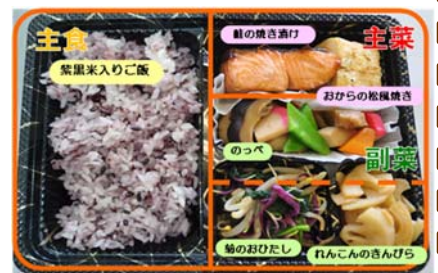 主食
紫黒米入りご飯
鮭の焼き漬け
主菜
おからの松風焼き
のっぺ
副菜
菊のおひたし
れんこんのきんぴら